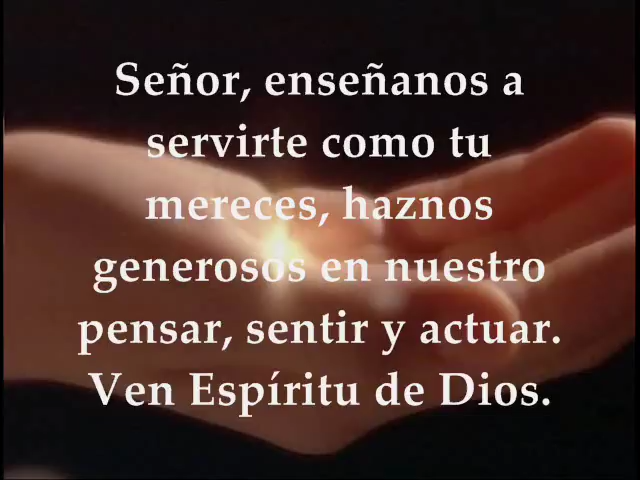 Señor, enseñanos a
servirte como tu
mereces, haznos
generosos en nuestro
pensar, sentir y actuar.
Ven Espíritu de Dios.